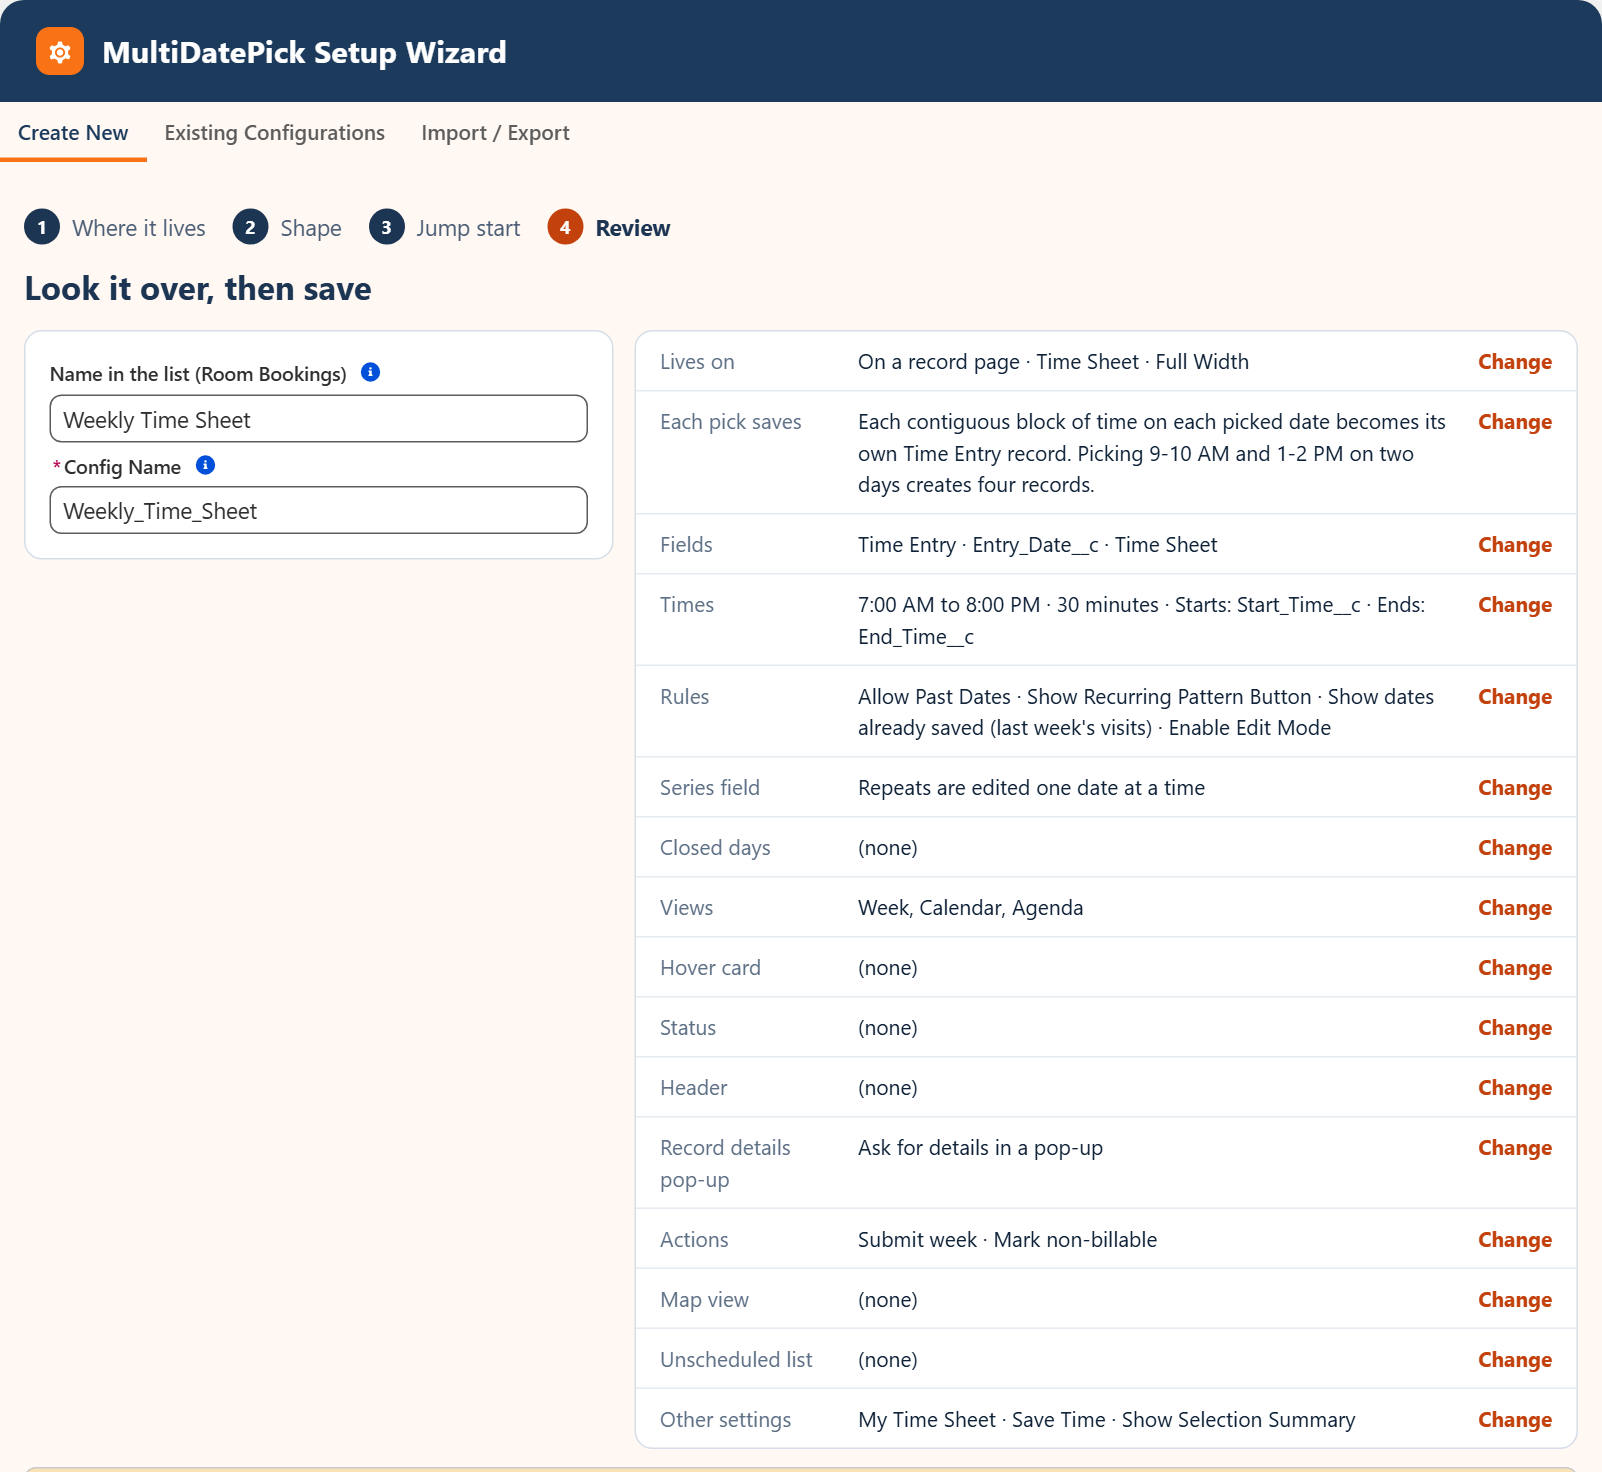 MultiDatePick Setup Wizard
Create New
Existing Configurations
Import / Export
1 Where it lives
2 Shape
3 Jump start
4 Review
Look it over, then save
Name in the list (Room Bookings)
Weekly Time Sheet
*Config Name
Weekly_Time_Sheet
Lives on
On a record page · Time Sheet · Full Width
Change
Each pick saves
Each contiguous block of time on each picked date becomes its
own Time Entry record. Picking 9-10 AM and 1-2 PM on two
days creates four records.
Change
Fields
Time Entry · Entry_Date__c · Time Sheet
Change
Times
7:00 AM to 8:00 PM · 30 minutes · Starts: Start_Time__c · Ends:
End_Time__c
Change
Rules
Allow Past Dates · Show Recurring Pattern Button · Show dates
already saved (last week's visits) · Enable Edit Mode
Change
Series field
Repeats are edited one date at a time
Change
Closed days
(none)
Change
Views
Week, Calendar, Agenda
Change
Hover card
(none)
Change
Status
(none)
Change
Header
(none)
Change
Record details
pop-up
Ask for details in a pop-up
Change
Actions
Submit week · Mark non-billable
Change
Map view
(none)
Change
Unscheduled list
(none)
Change
Other settings
My Time Sheet · Save Time · Show Selection Summary
Change